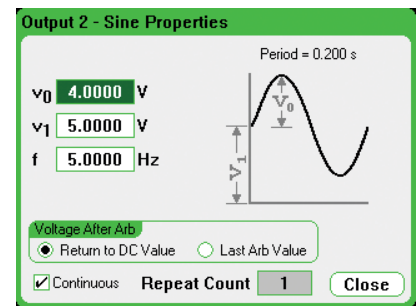 Output 2 - Sine Properties
Period = 0.200 s
V0 4.0000 V
V1 5.0000 V
f 5.0000 Hz
V0
V1
Voltage After Arb
Return to DC Value Last Arb Value
Continuous Repeat Count 1 Close